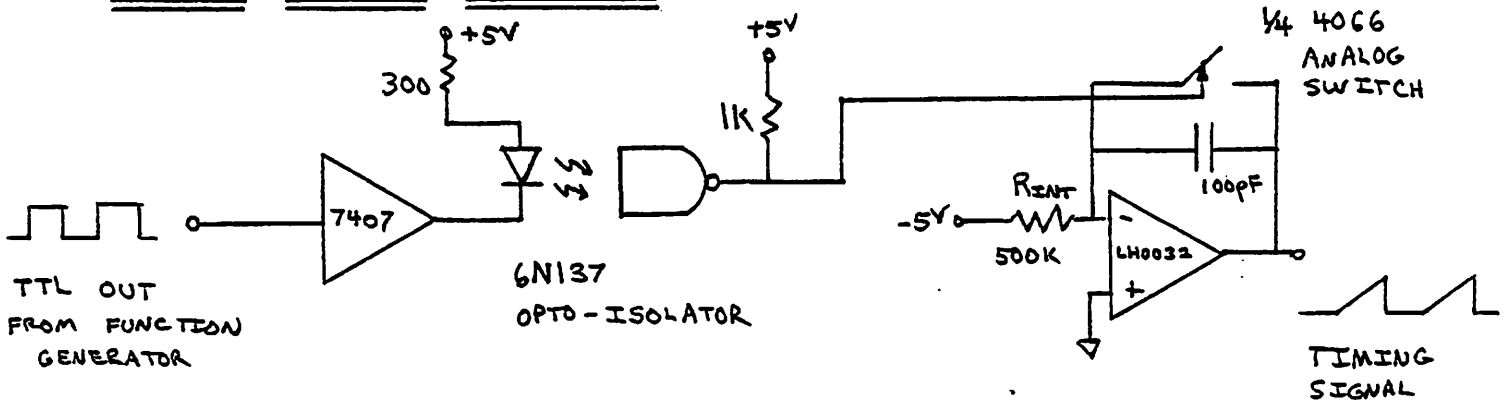 +5V
300
7407
TTL OUT
FROM FUNCTION
GENERATOR
6N137
OPTO-ISOLATOR
+5V
1K
1/4 4066
ANALOG
SWITCH
100pF
RINT
-5V
500K
-
LH0032
+
TIMING
SIGNAL